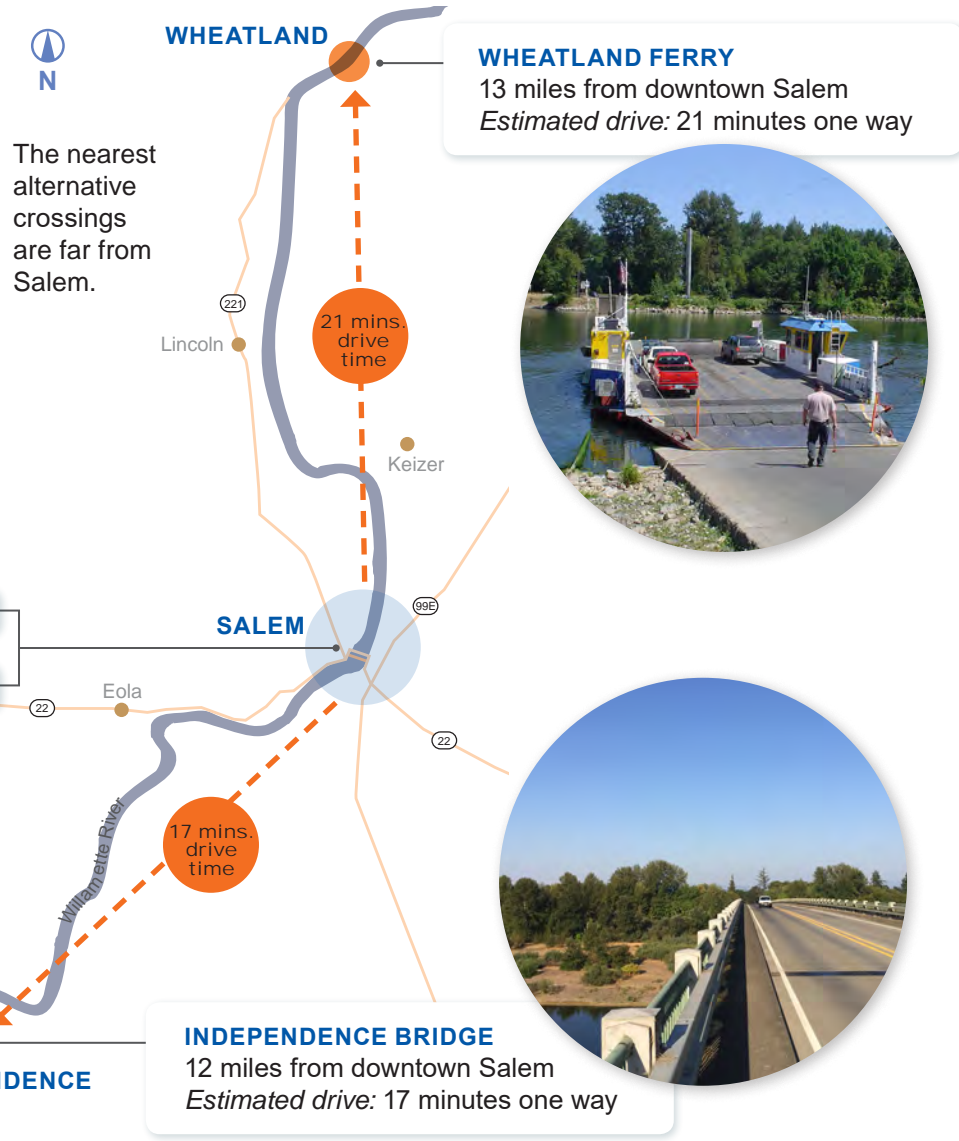 N
WHEATLAND
WHEATLAND FERRY
13 miles from downtown Salem
Estimated drive: 21 minutes one way
The nearest
alternative
crossings
are far from
Salem.
221
Lincoln
21 mins.
drive
time
Keizer
99E
SALEM
Eola
22
22
Willamette River
17 mins.
drive
time
INDEPENDENCE BRIDGE
12 miles from downtown Salem
Estimated drive: 17 minutes one way
NDENCE